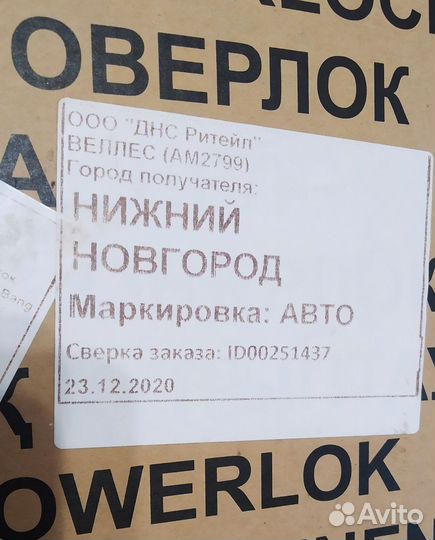 ОВЕРЛОК
ООО "ДНС Ритейл"
ВЕЛЛЕС (АМ2799)
Город получателя:
НИЖНИЙ
НОВГОРОД
Маркировка: АВТО
Сверка заказа: ID00251437
23.12.2020
OWERLOK
Avito